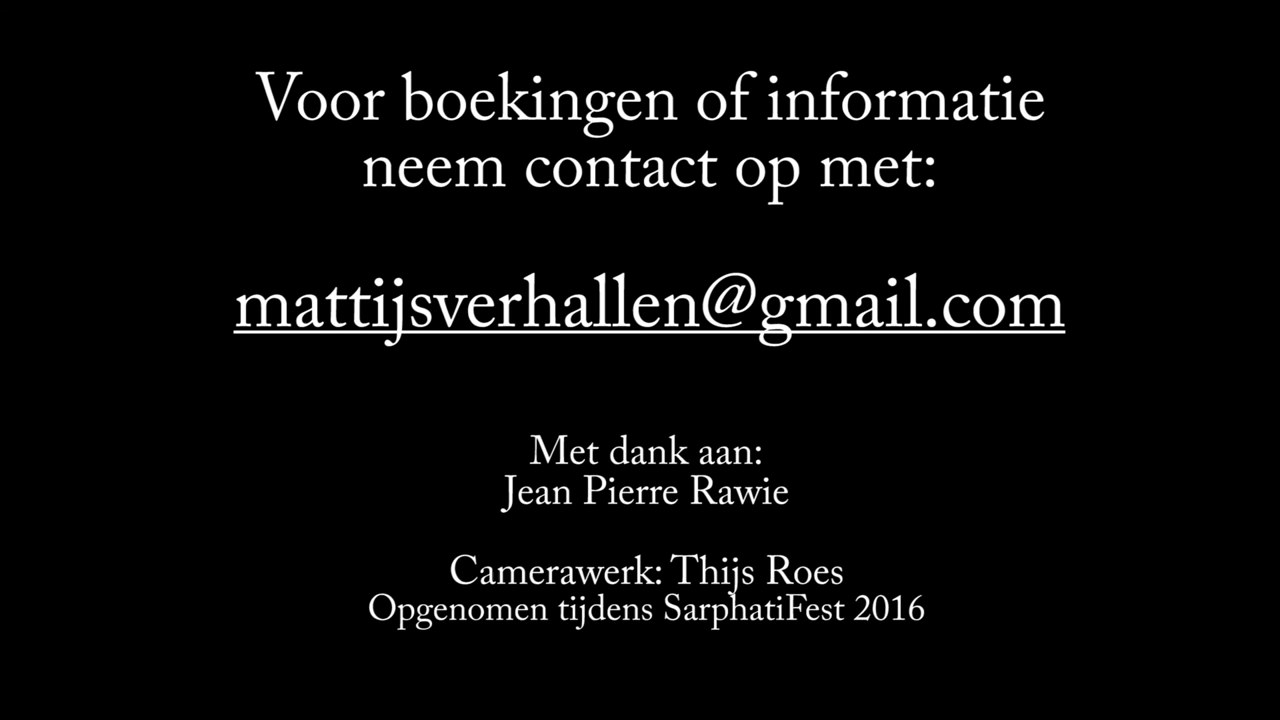 Voor boekingen of informatie
neem contact op met:
mattijsverhallen@gmail.com
Met dank aan:
Jean Pierre Rawie
Camerawerk: Thijs Roes
Opgenomen tijdens SarphatiFest 2016